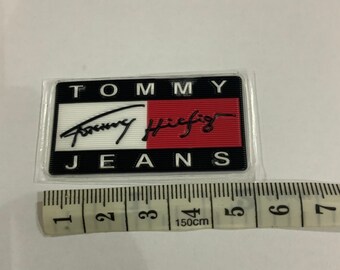 TOMMY
Tommy Hilfiger
JEANS
1 2 3 4 5 6 7
150cm